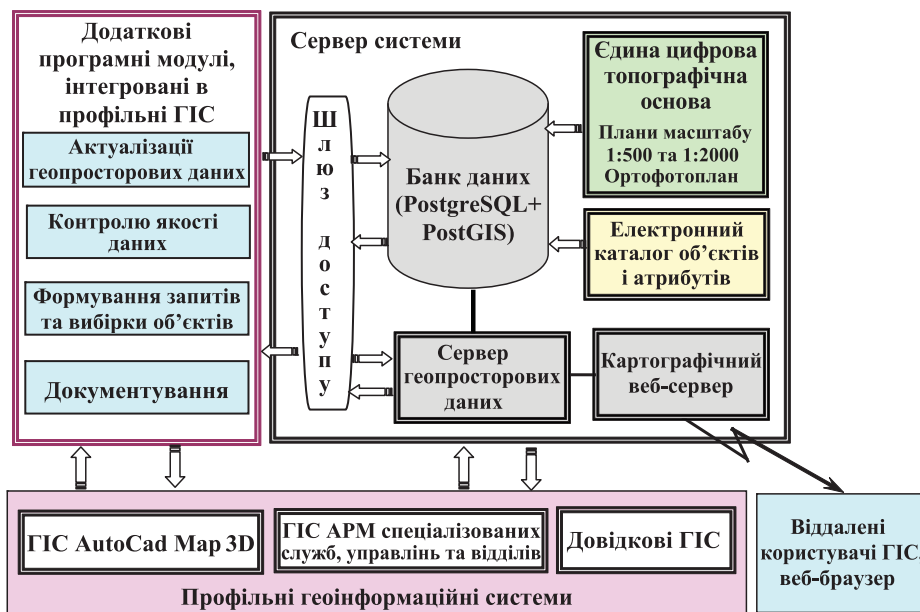 Додаткові
програмні модулі,
інтегровані в
профільні ГІС
Актуалізації
геопросторових даних
Контролю якості
даних
Формування запитів
та вибірки об’єктів
Документування
Сервер системи
Шлюз доступу
Банк даних
(PostgreSQL+
PostGIS)
Єдина цифрова
топографічна
основа
Плани масштабу
1:500 та 1:2000
Ортофотоплан
Електронний
каталог об’єктів
і атрибутів
Сервер
геопросторових
даних
Картографічний
веб-сервер
ГІС AutoCad Map 3D
ГІС АРМ спеціалізованих
служб, управлінь та відділів
Довідкові ГІС
Профільні геоінформаційні системи
Віддалені
користувачі ГІС,
веб-браузер